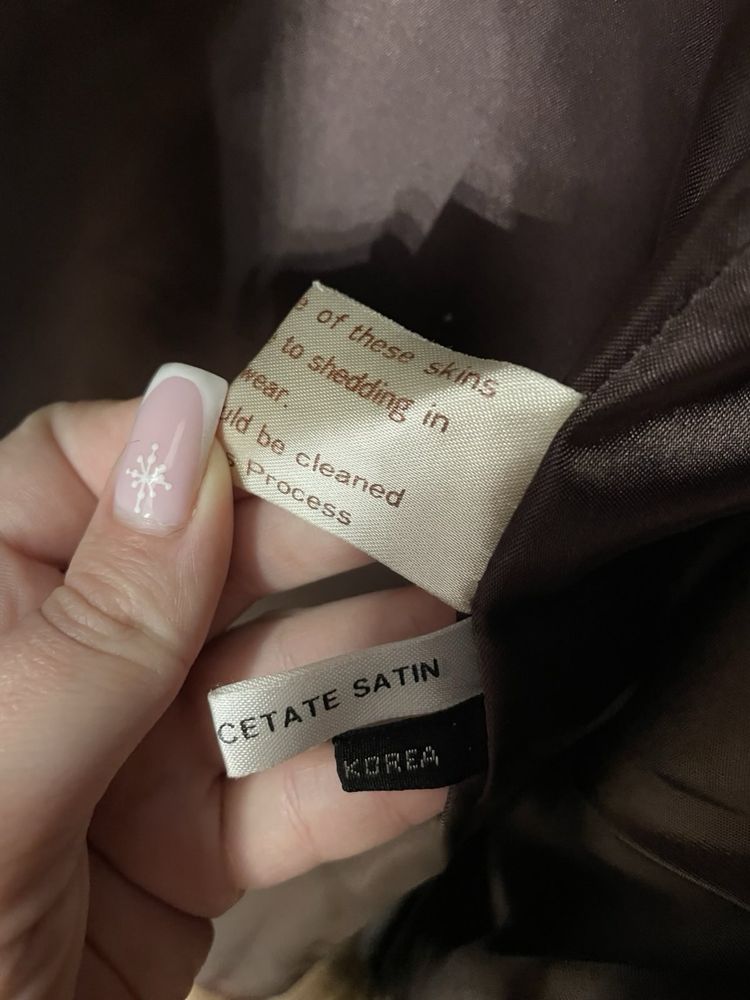 of these skins
to shedding in
wear.
uld be cleaned
s Process
CETATE SATIN
KOREA